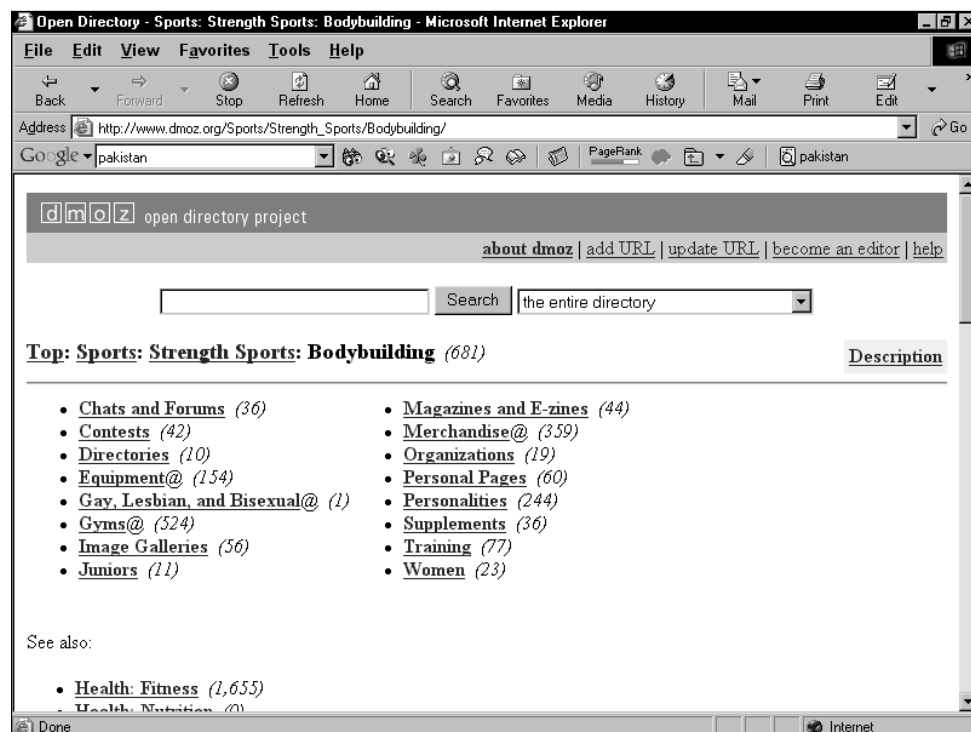 Open Directory - Sports: Strength Sports: Bodybuilding - Microsoft Internet Explorer
File Edit View Favorites Tools Help
Back Forward Stop Refresh Home Search Favorites Media History Mail Print Edit
Address http://www.dmoz.org/Sports/Strength_Sports/Bodybuilding/ Go
Google pakistan PageRank pakistan
dmoz open directory project
about dmoz | add URL | update URL | become an editor | help
Search the entire directory
Top: Sports: Strength Sports: Bodybuilding (681) Description
Chats and Forums (36)
Contests (42)
Directories (10)
Equipment@ (154)
Gay, Lesbian, and Bisexual@ (1)
Gyms@ (524)
Image Galleries (56)
Juniors (11)
Magazines and E-zines (44)
Merchandise@ (359)
Organizations (19)
Personal Pages (60)
Personalities (244)
Supplements (36)
Training (77)
Women (23)
See also:
Health: Fitness (1,655)
Health: Nutrition (0)
Done Internet